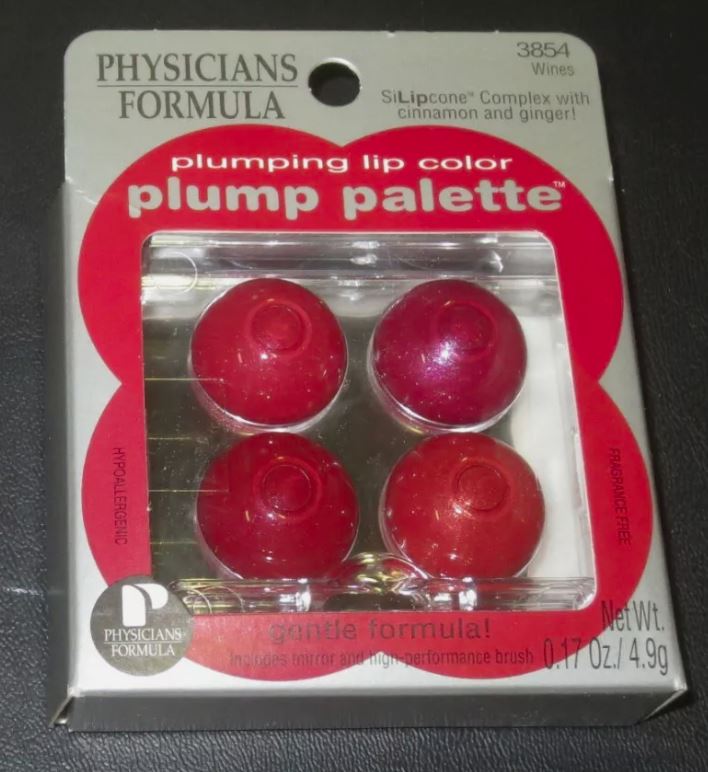 PHYSICIANS
FORMULA
3854
Wines
SiLipcone™ Complex with
cinnamon and ginger!
plumping lip color
plump palette™
HYPOALLERGENIC
FRAGRANCE FREE
PHYSICIANS
FORMULA
gentle formula!
Includes mirror and high-performance brush
Net Wt.
0.17 Oz./ 4.9g